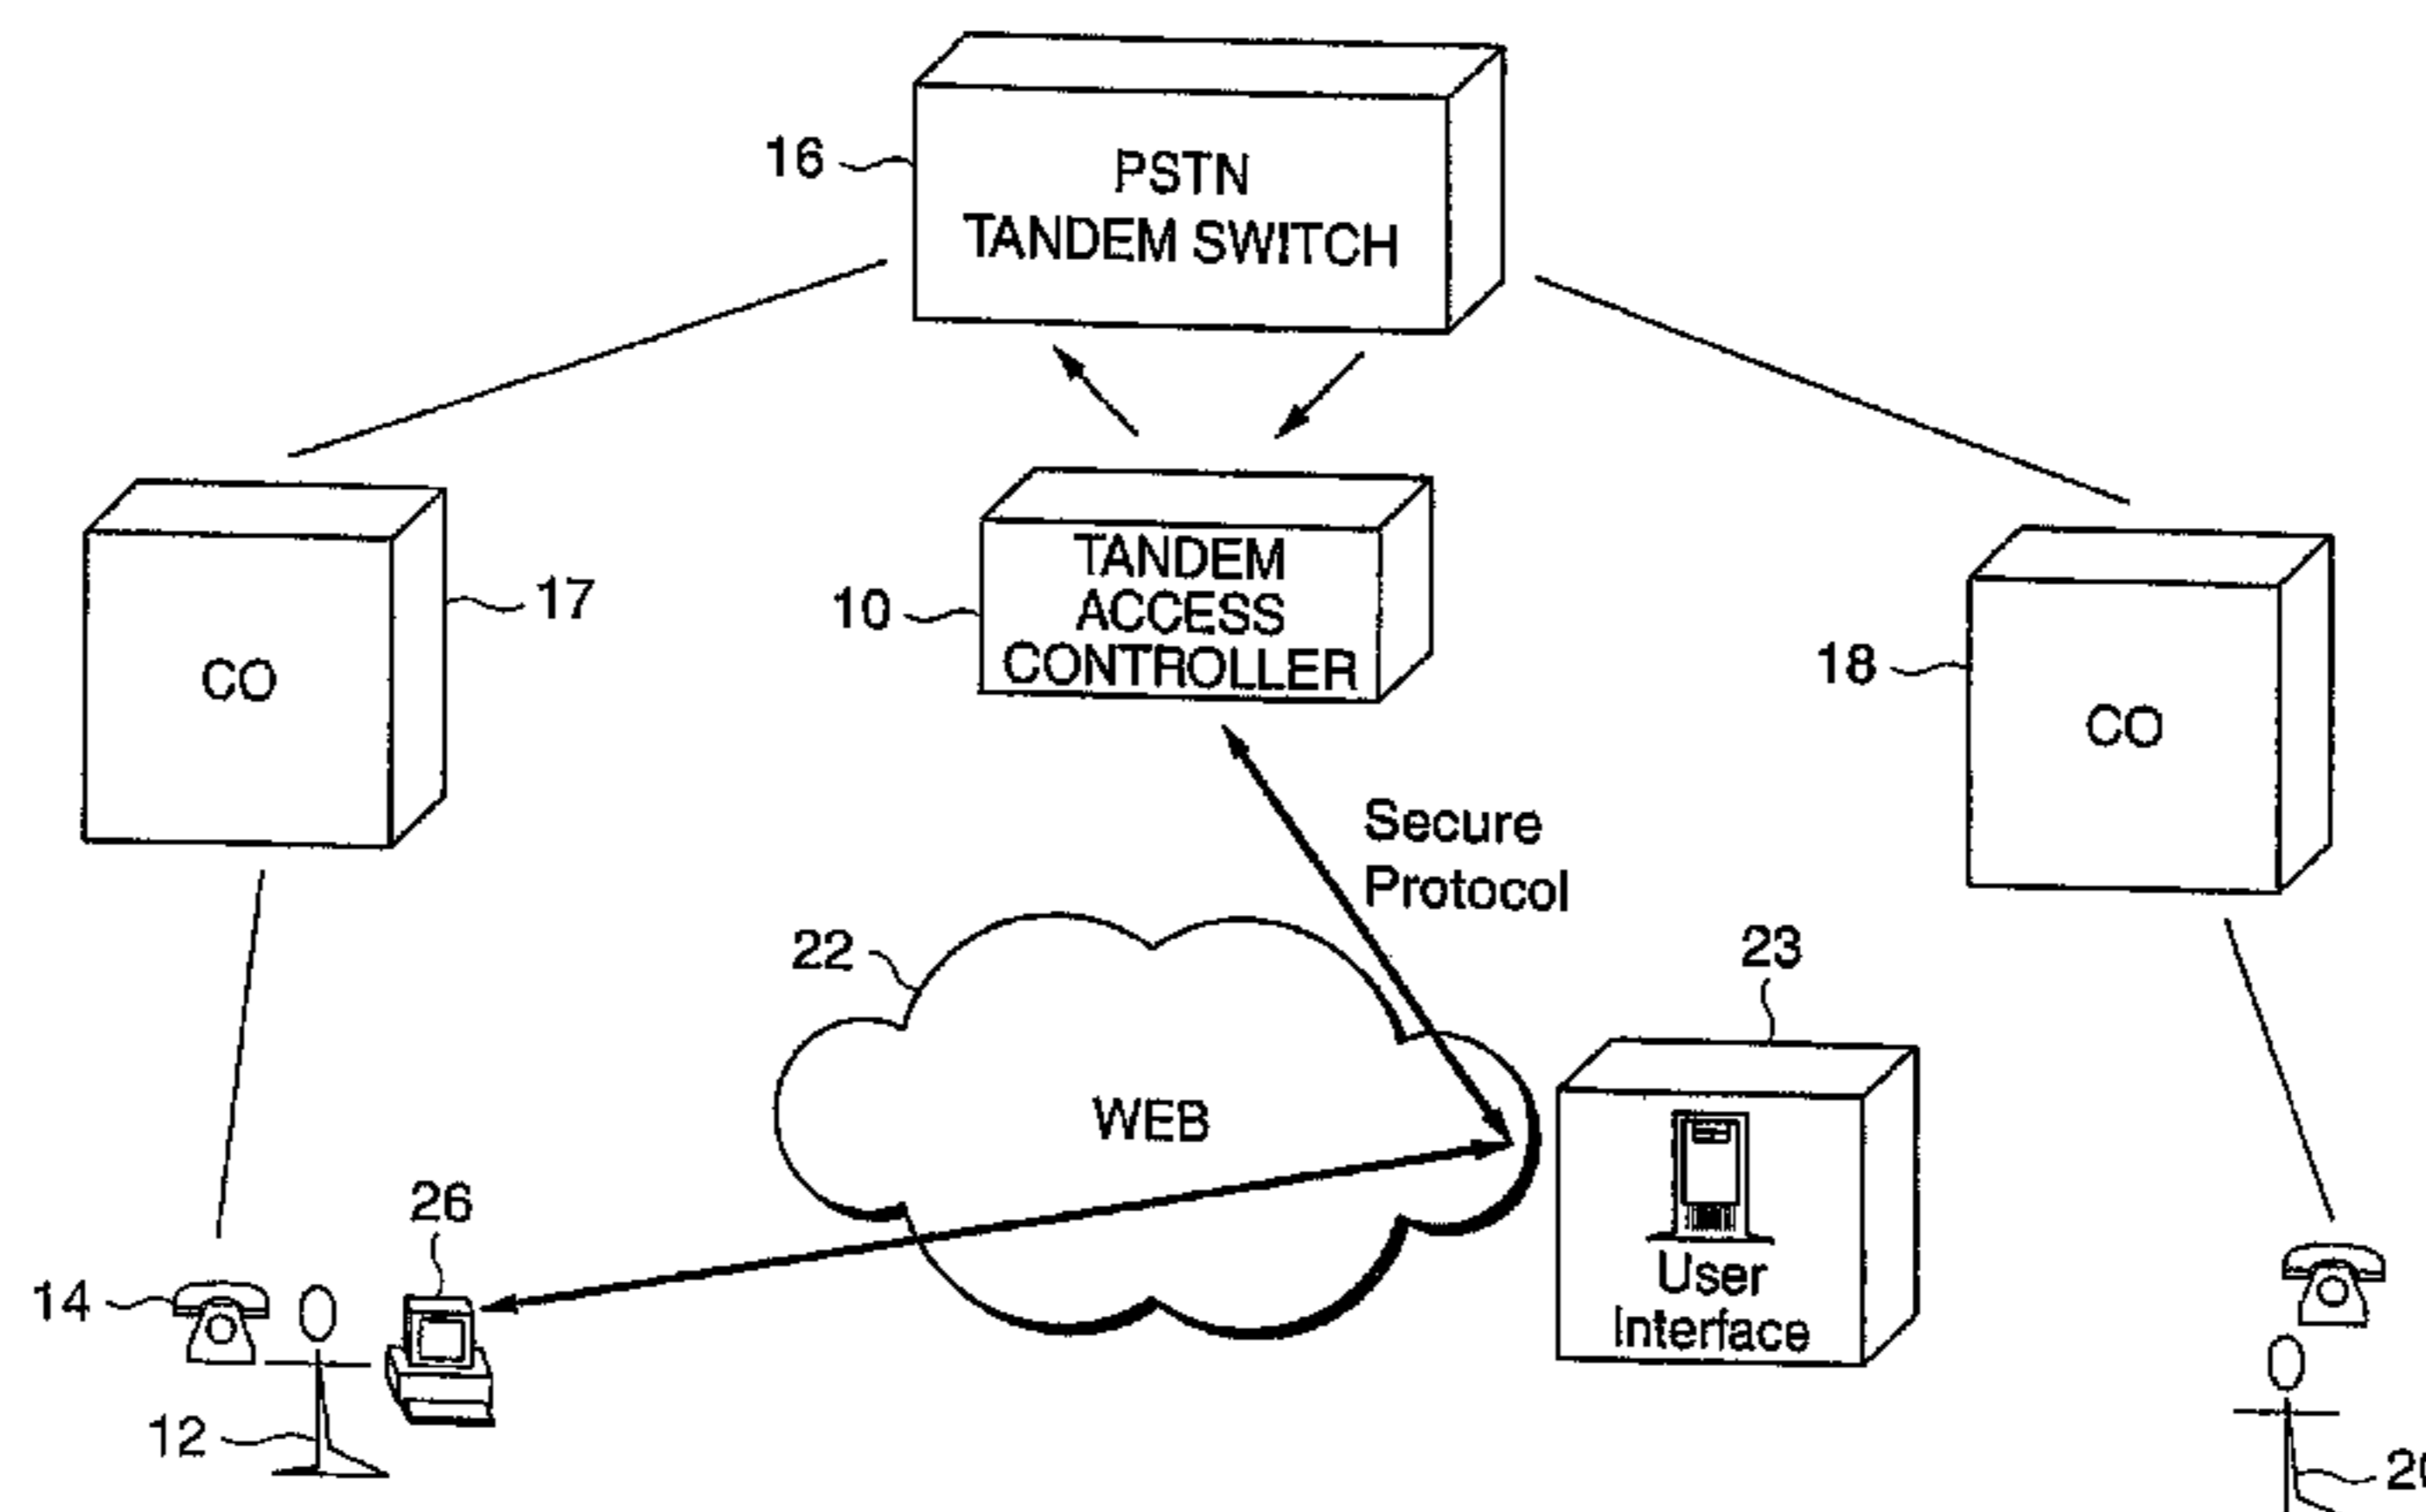 16
PSTN
TANDEM SWITCH
17
CO
10
TANDEM
ACCESS
CONTROLLER
18
CO
Secure
Protocol
22
WEB
23
User
Interface
26
14
12